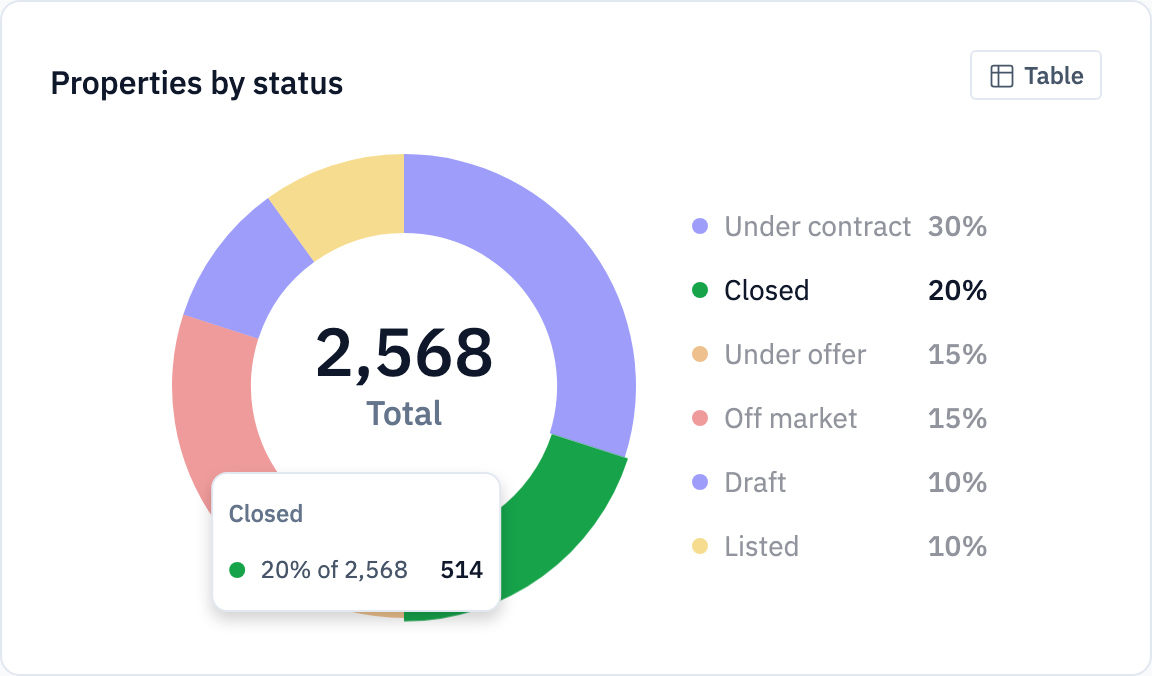 Properties by status
Table
2,568
Total
Under contract 30%
Closed 20%
Under offer 15%
Off market 15%
Draft 10%
Listed 10%
Closed
20% of 2,568 514